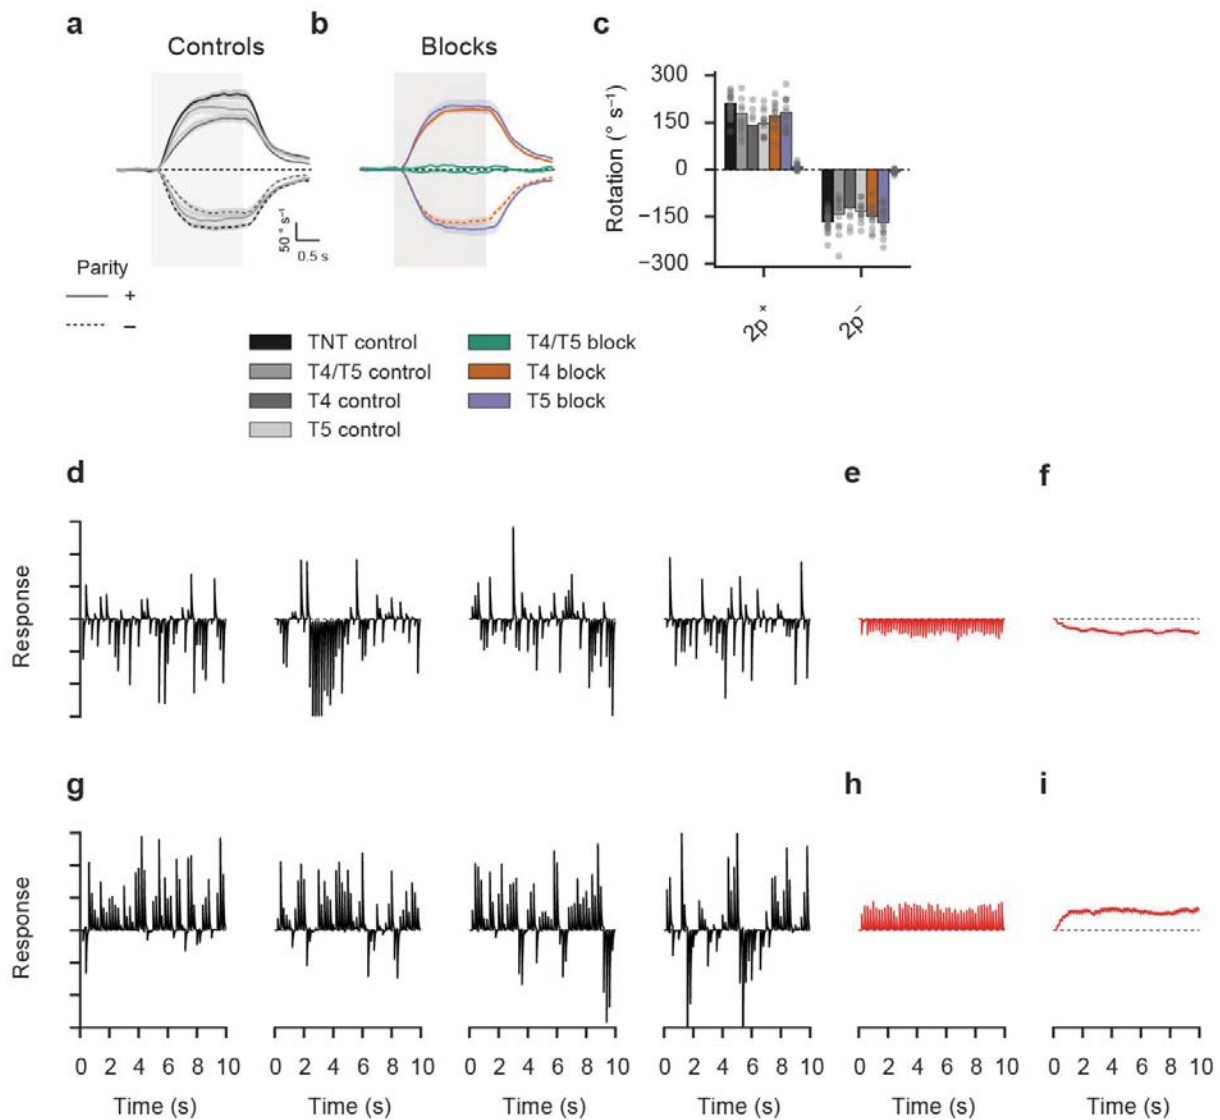 a
Controls
b
Blocks
c
300
150
0
−150
−300
Rotation (° s⁻¹)
50 ° s⁻¹
0.5 s
Parity
+
−
TNT control
T4/T5 control
T4 control
T5 control
T4/T5 block
T4 block
T5 block
d
e
f
Response
g
h
i
Response
0 2 4 6 8 10
0 2 4 6 8 10
0 2 4 6 8 10
0 2 4 6 8 10
0 2 4 6 8 10
0 2 4 6 8 10
Time (s)
Time (s)
Time (s)
Time (s)
Time (s)
Time (s)